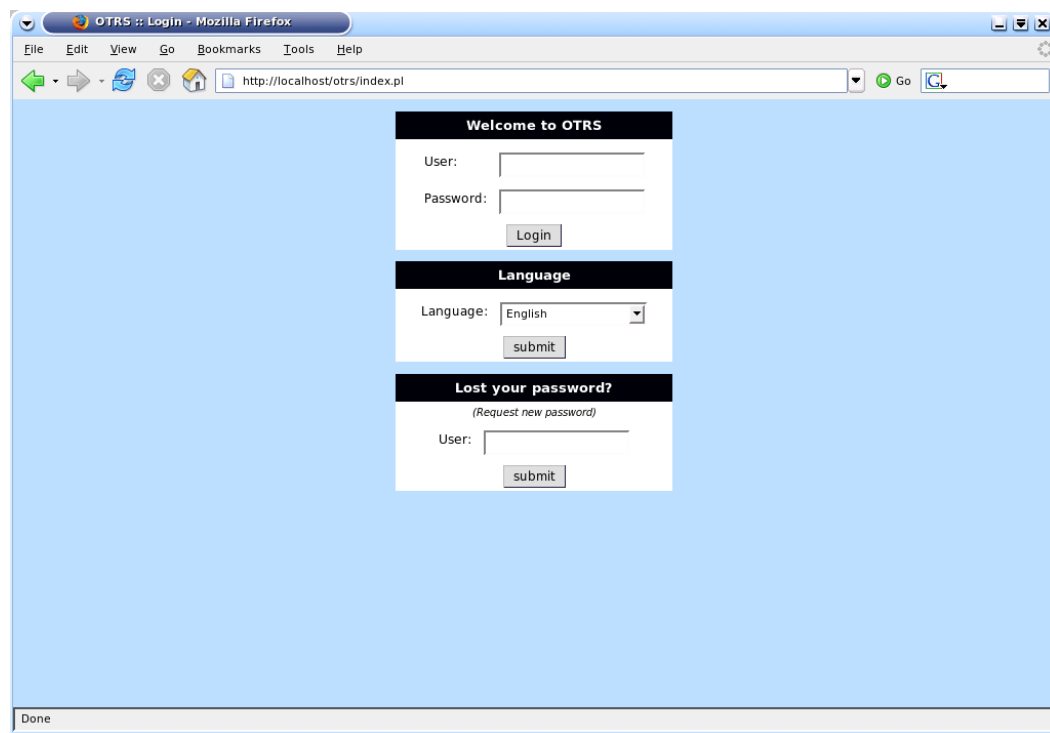 OTRS :: Login - Mozilla Firefox
File Edit View Go Bookmarks Tools Help
http://localhost/otrs/index.pl Go G
Welcome to OTRS
User:
Password:
Login
Language
Language: English
submit
Lost your password?
(Request new password)
User:
submit
Done